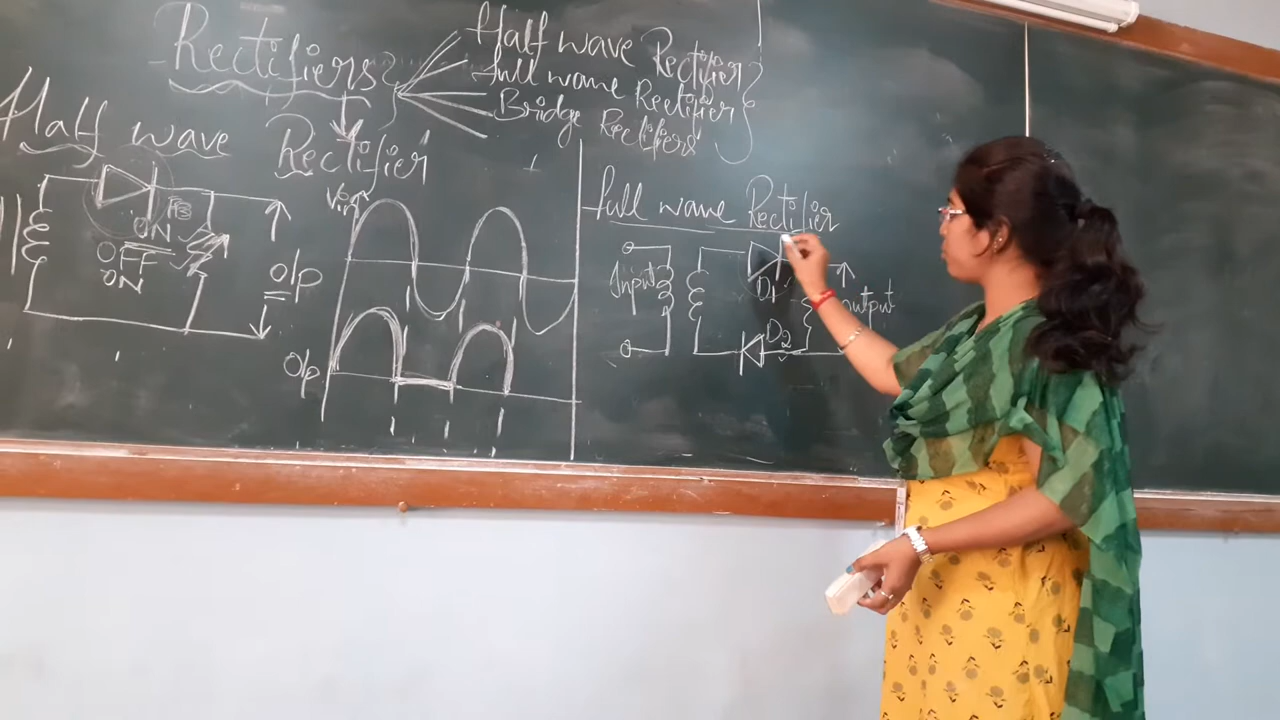 Rectifiers
Half wave Rectifier
full wave Rectifier
Bridge Rectifers
Half wave Rectifier
ON
OFF
ON
o/p
Vin
o/p
full wave Rectifier
Input
D1
D2
output